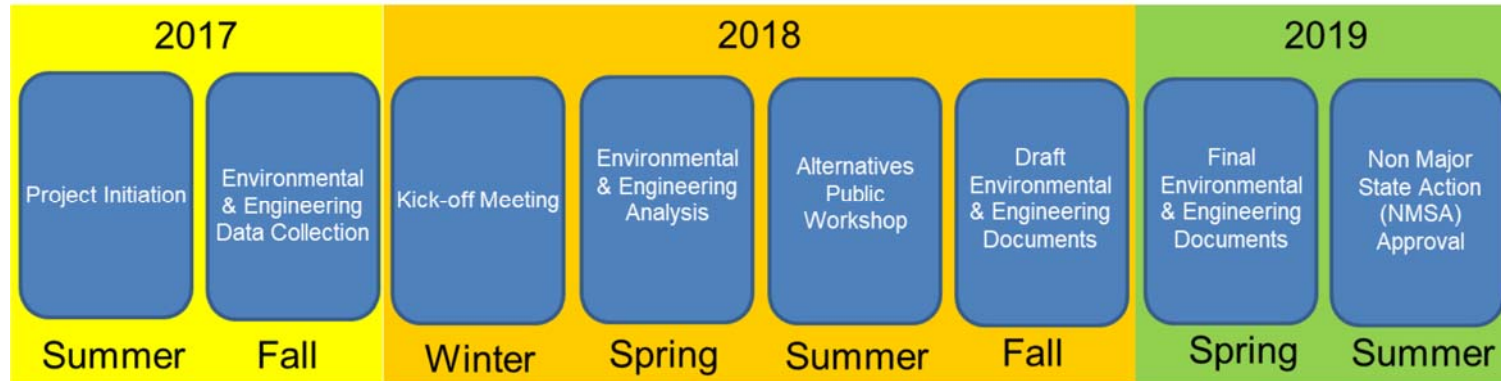 2017
2018
2019
Project Initiation
Environmental
& Engineering
Data Collection
Kick-off Meeting
Environmental
& Engineering
Analysis
Alternatives
Public
Workshop
Draft
Environmental
& Engineering
Documents
Final
Environmental
& Engineering
Documents
Non Major
State Action
(NMSA)
Approval
Summer
Fall
Winter
Spring
Summer
Fall
Spring
Summer